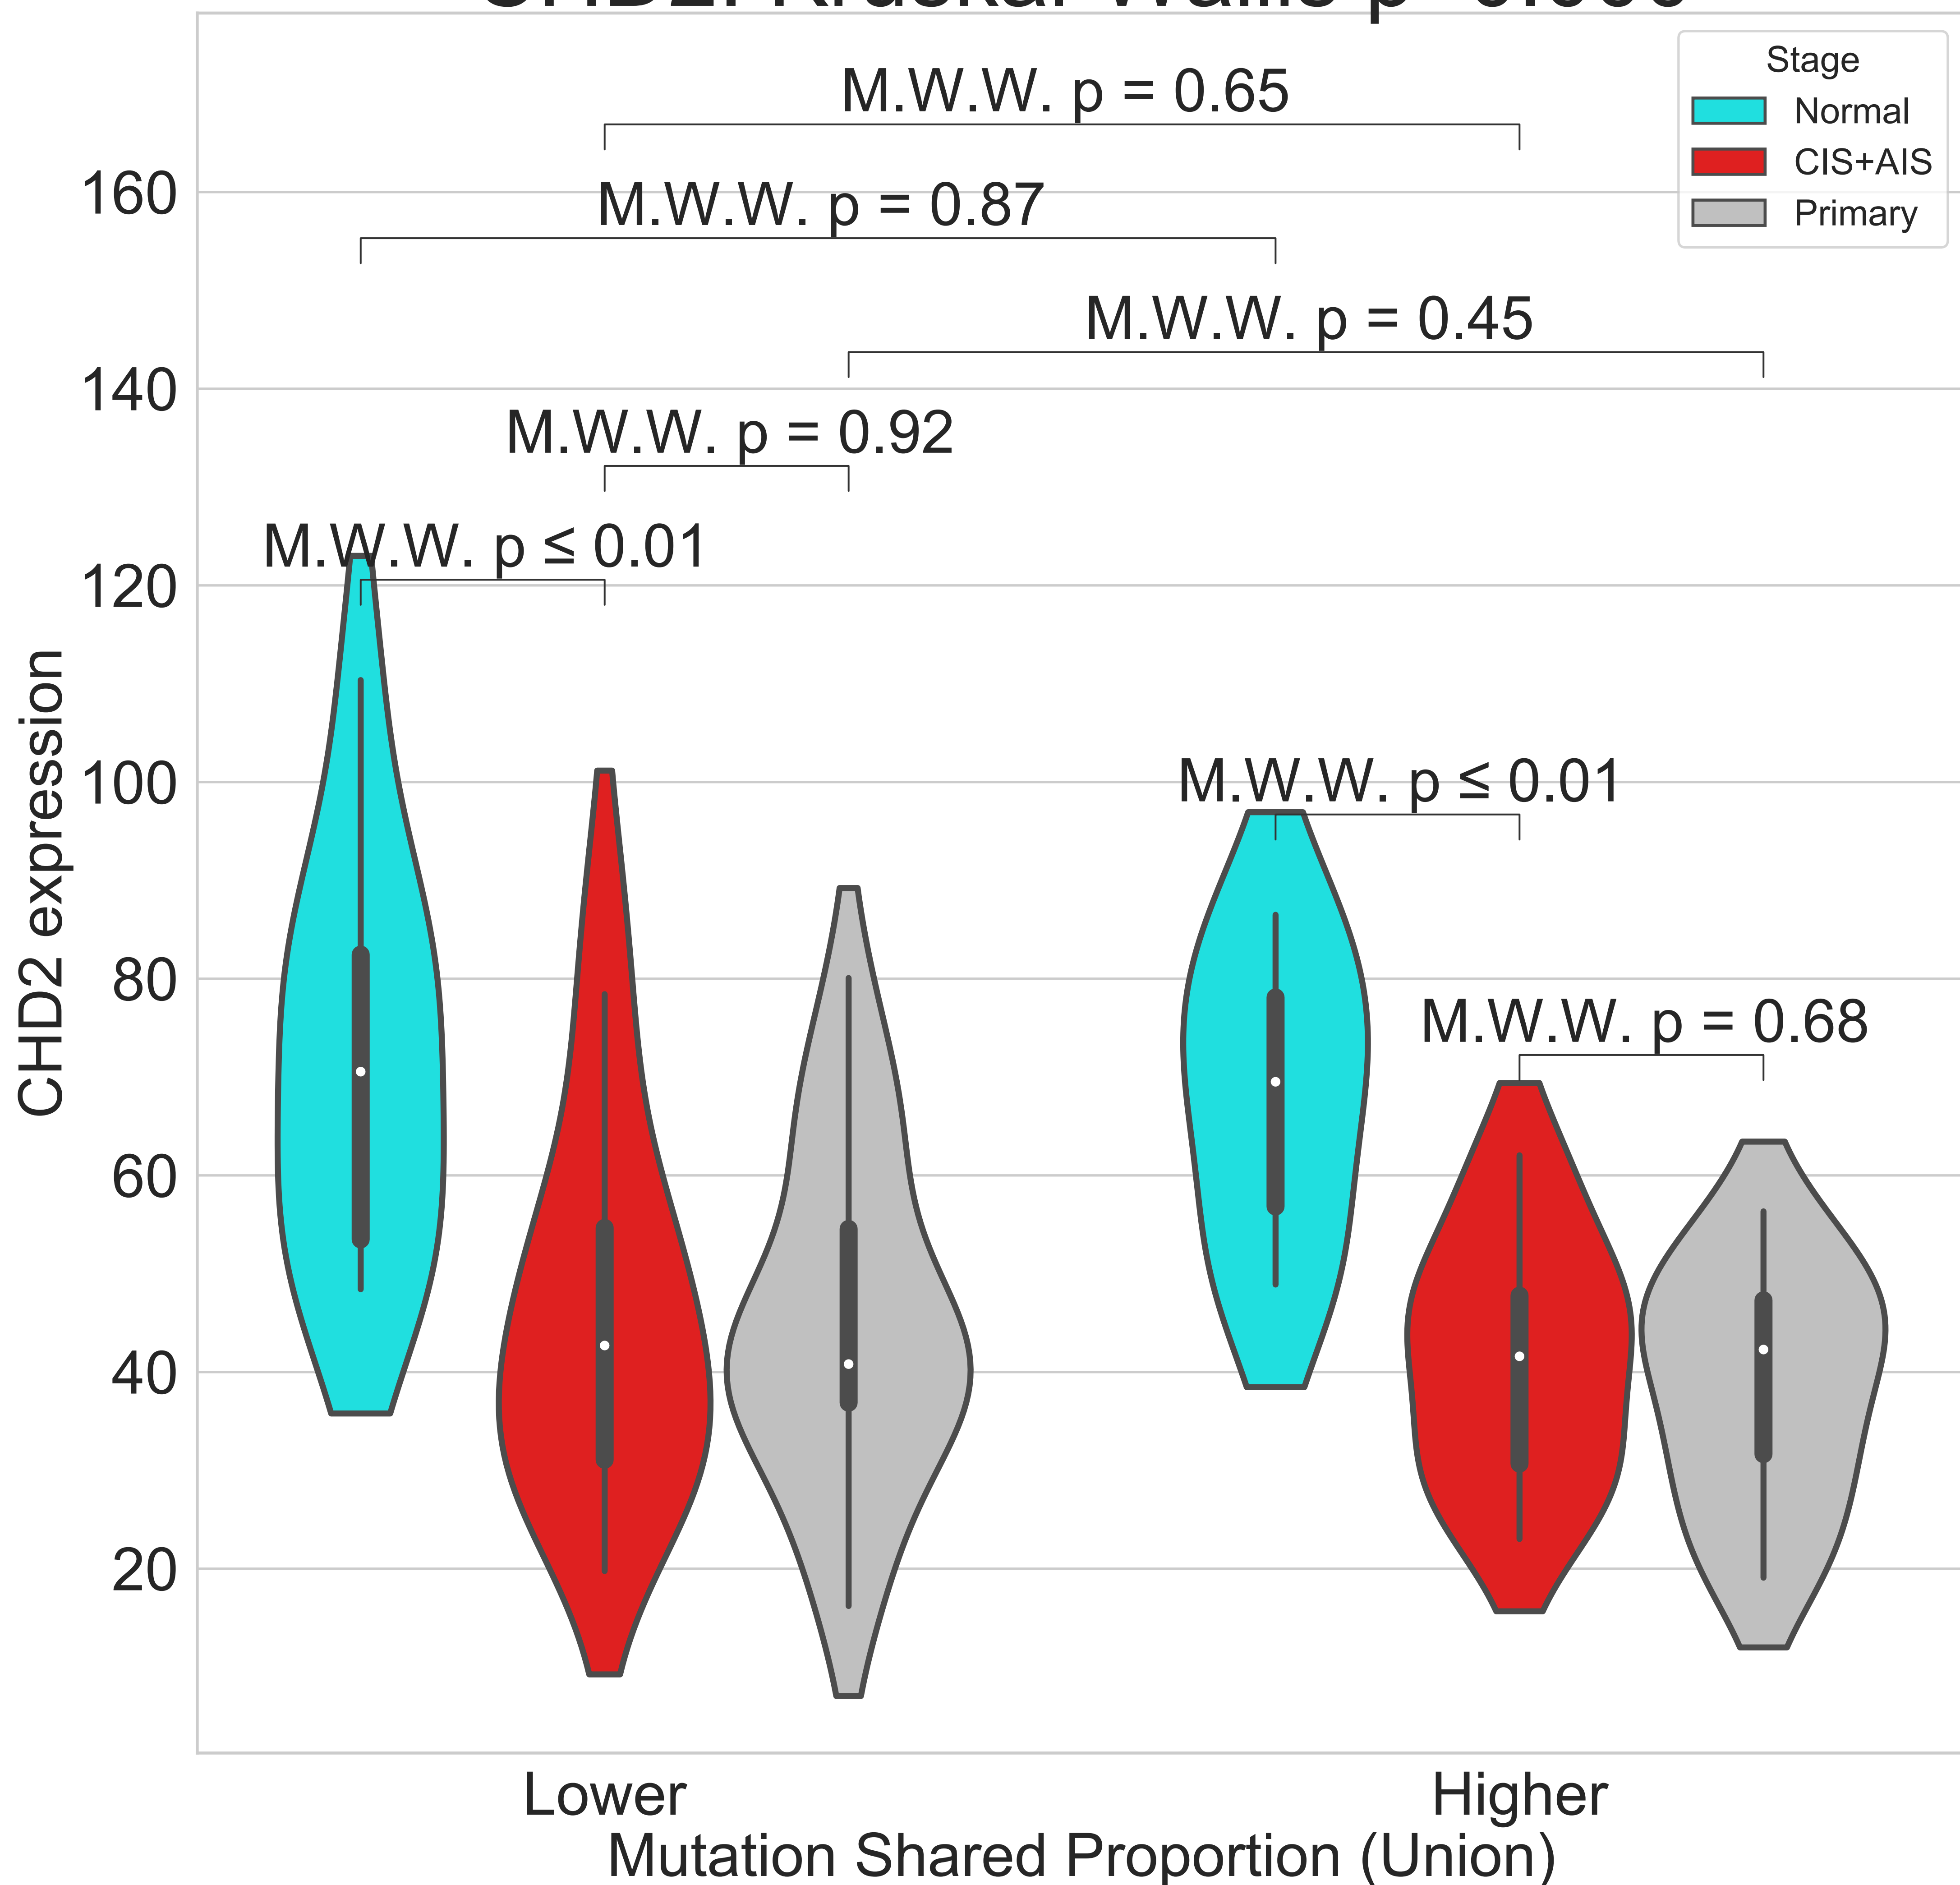 M.W.W. p = 0.65
M.W.W. p = 0.87
M.W.W. p = 0.45
M.W.W. p = 0.92
M.W.W. p ≤ 0.01
M.W.W. p ≤ 0.01
M.W.W. p = 0.68
Stage
Normal
CIS+AIS
Primary
160
140
120
100
80
60
40
20
CHD2 expression
Lower
Higher
Mutation Shared Proportion (Union)